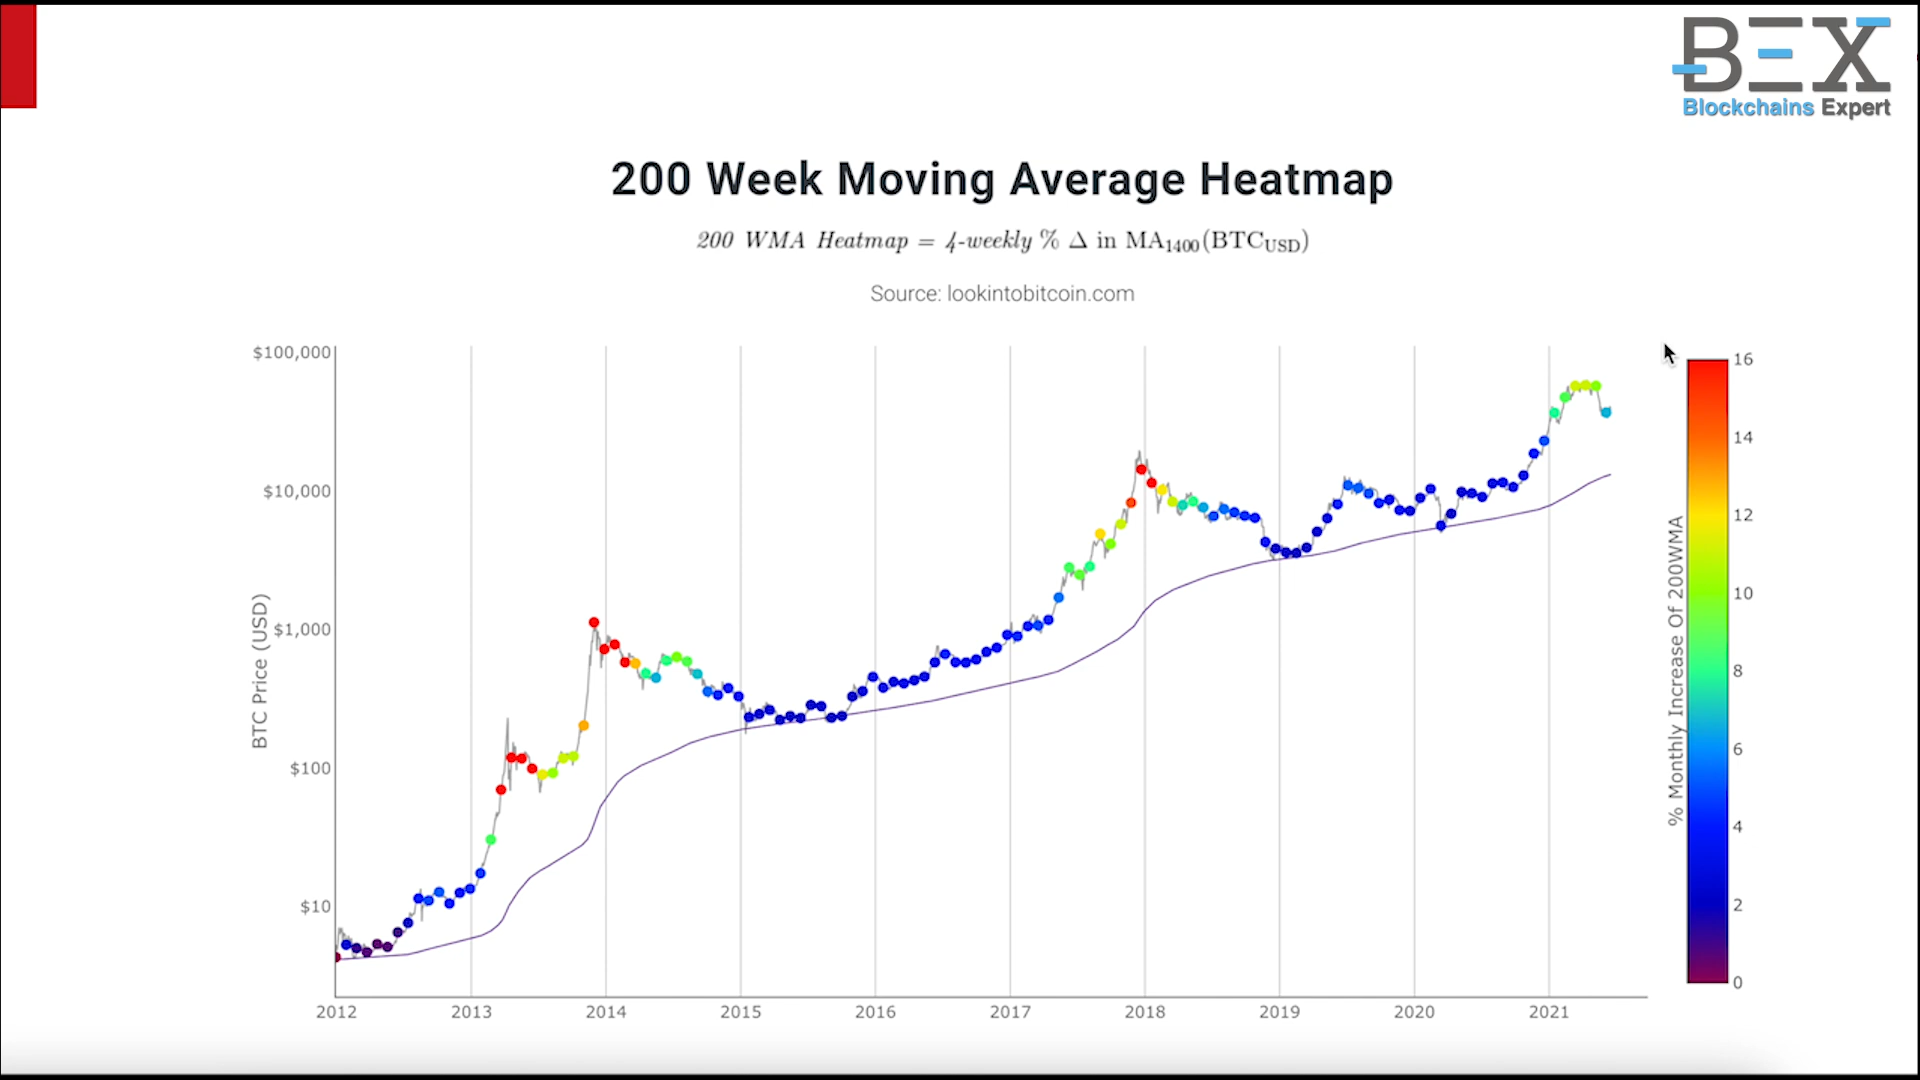 BEX
Blockchains Expert
200 Week Moving Average Heatmap
200 WMA Heatmap = 4-weekly % Δ in MA₁₄₀₀(BTC_USD)
Source: lookintobitcoin.com
$100,000
$10,000
$1,000
$100
$10
BTC Price (USD)
2012 2013 2014 2015 2016 2017 2018 2019 2020 2021
% Monthly Increase Of 200WMA
16
14
12
10
8
6
4
2
0